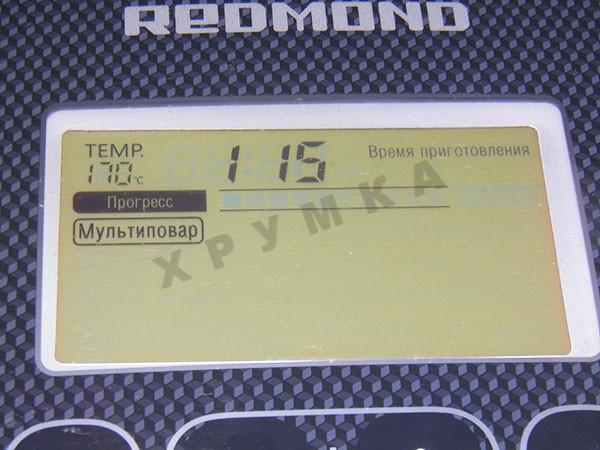 REDMOND
TEMP. 1 15 Время приготовления
170°C
Прогресс
Мультиповар
ХРУМКА